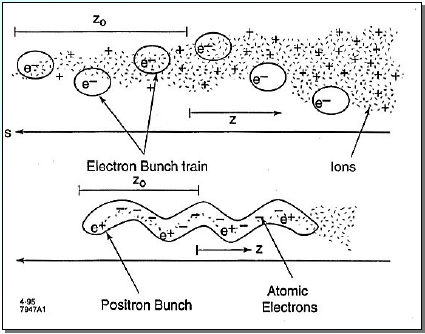 z₀
e⁻ e⁻ e⁻ e⁻ e⁻ e⁻
+ + + + + + + + + + + + + + + +
z
s
Electron Bunch train
Ions
z₀
e⁺ − − e⁺ − − e⁺ − e⁺
z
Positron Bunch
Atomic
Electrons
4-95
7947A1